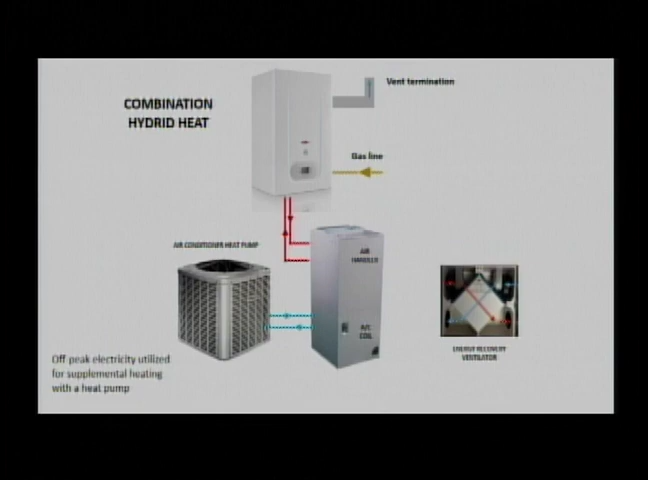 COMBINATION
HYDRID HEAT
Vent termination
Gas line
AIR CONDITIONER HEAT PUMP
AIR
HANDLER
A/C
COIL
ENERGY RECOVERY
VENTILATOR
Off peak electricity utilized
for supplemental heating
with a heat pump